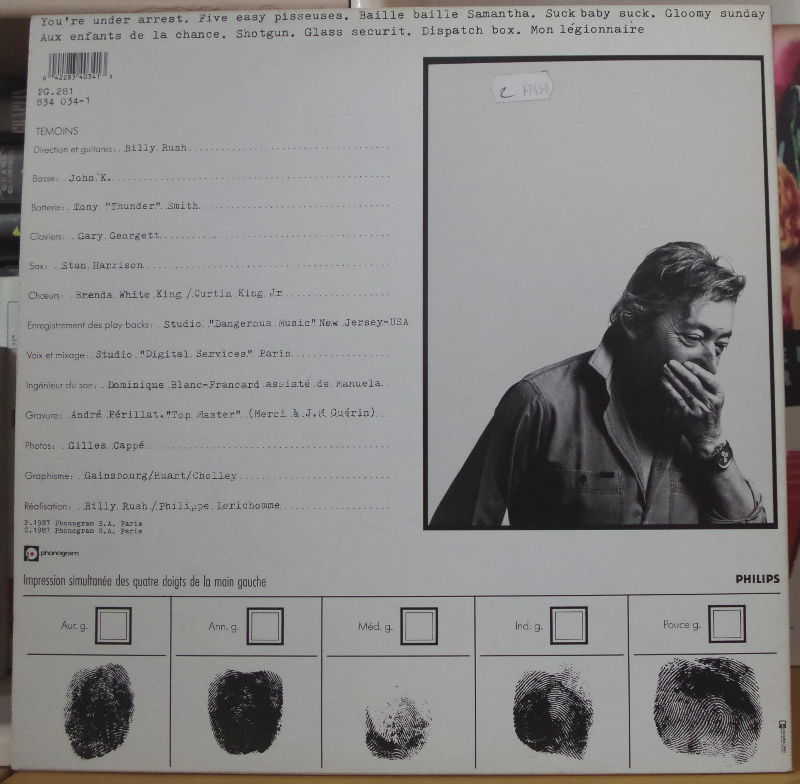 You're under arrest. Five easy pisseuses. Baille baille Samantha. Suck baby suck. Gloomy sunday
Aux enfants de la chance. Shotgun. Glass securit. Dispatch box. Mon légionnaire
42283 40341
PG.281
834 034-1
TEMOINS
Direction et guitares: Billy Rush
Basse: John K.
Batterie: Tony "Thunder" Smith
Claviers: Gary Georgett
Sax: Stan Harrison
Chœurs: Brenda White King/Curtis King Jr
Enregistrement des play backs: Studio "Dangerous Music" New Jersey-USA
Voix et mixage: Studio "Digital Services" Paris
Ingénieur du son: Dominique Blanc-Francard assisté de Manuela
Gravure: André Périllat "Top Master" (Merci à J.M Guérin)
Photos: Gilles Cappé
Graphisme: Gainsbourg/Huart/Cholley
Réalisation: Billy Rush/Philippe Lerichomme
P.1987 Phonogram S.A. Paris
C.1987 Phonogram S.A. Paris
phonogram
Impression simultanée des quatre doigts de la main gauche
PHILIPS
Aur. g.
Ann. g.
Méd. g.
Ind. g.
Pouce g.